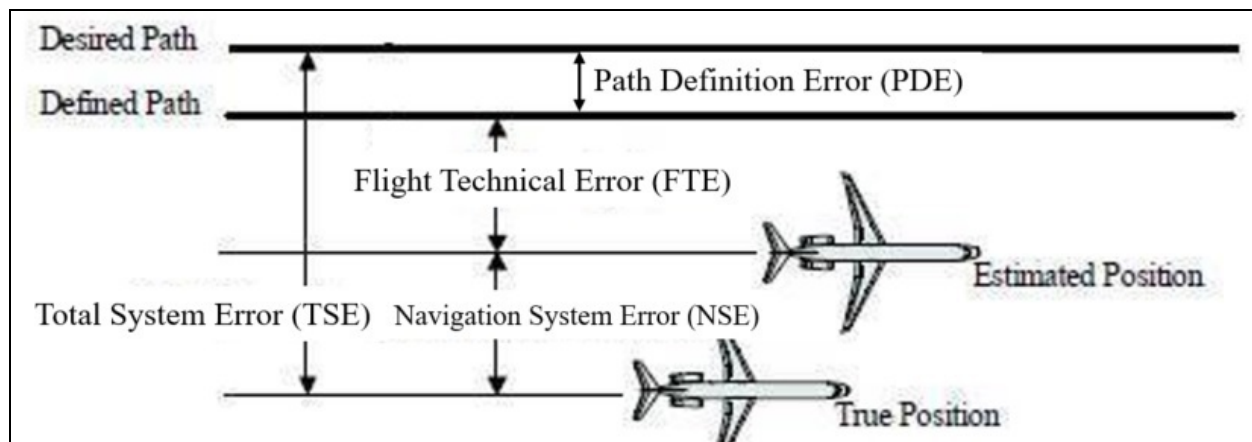 Desired Path
Path Definition Error (PDE)
Defined Path
Flight Technical Error (FTE)
Estimated Position
Total System Error (TSE)
Navigation System Error (NSE)
True Position